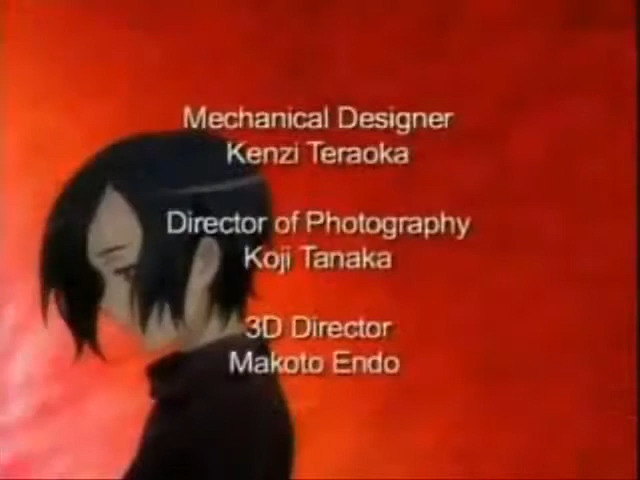 Mechanical Designer
Kenzi Teraoka
Director of Photography
Koji Tanaka
3D Director
Makoto Endo